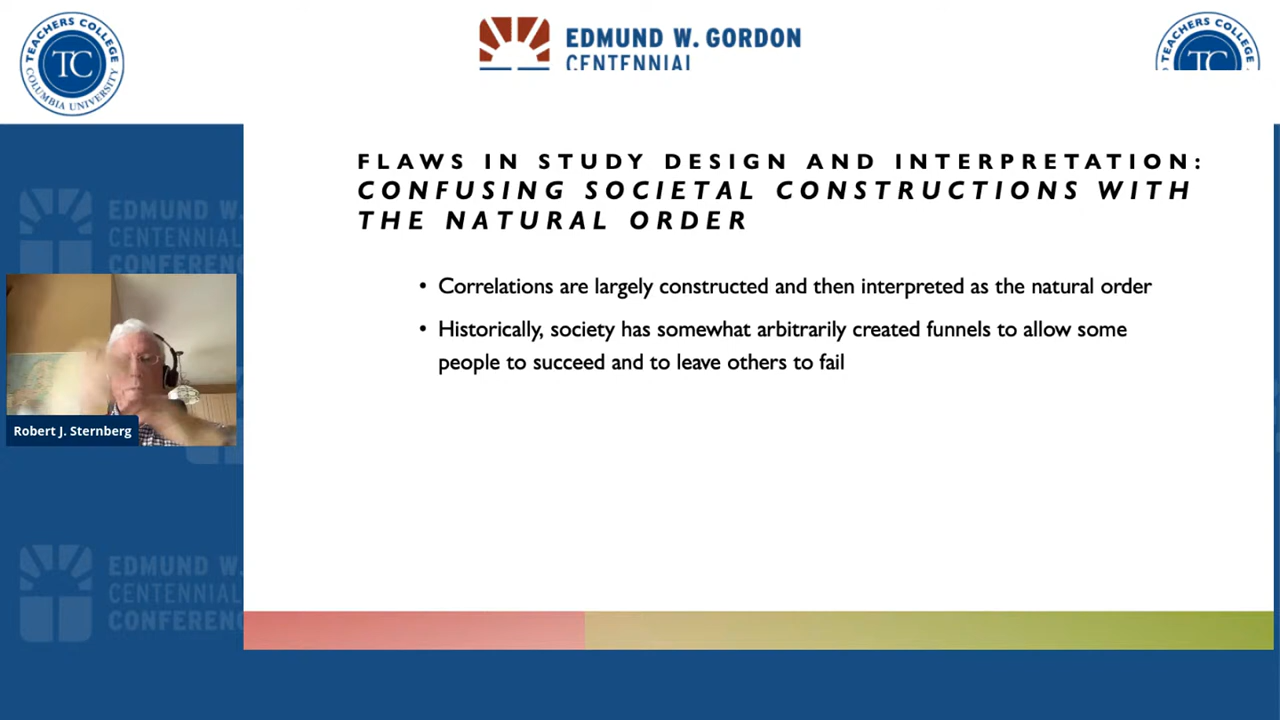 TEACHERS COLLEGE
TC
COLUMBIA UNIVERSITY
EDMUND W. GORDON
CENTENNIAL
TEACHERS COLLEGE
TC
FLAWS IN STUDY DESIGN AND INTERPRETATION:
CONFUSING SOCIETAL CONSTRUCTIONS WITH
THE NATURAL ORDER
• Correlations are largely constructed and then interpreted as the natural order
• Historically, society has somewhat arbitrarily created funnels to allow some
people to succeed and to leave others to fail
EDMUND W.
CENTENNIAL
CONFERENC
Robert J. Sternberg
EDMUND W.
CENTENNIAL
CONFERENC